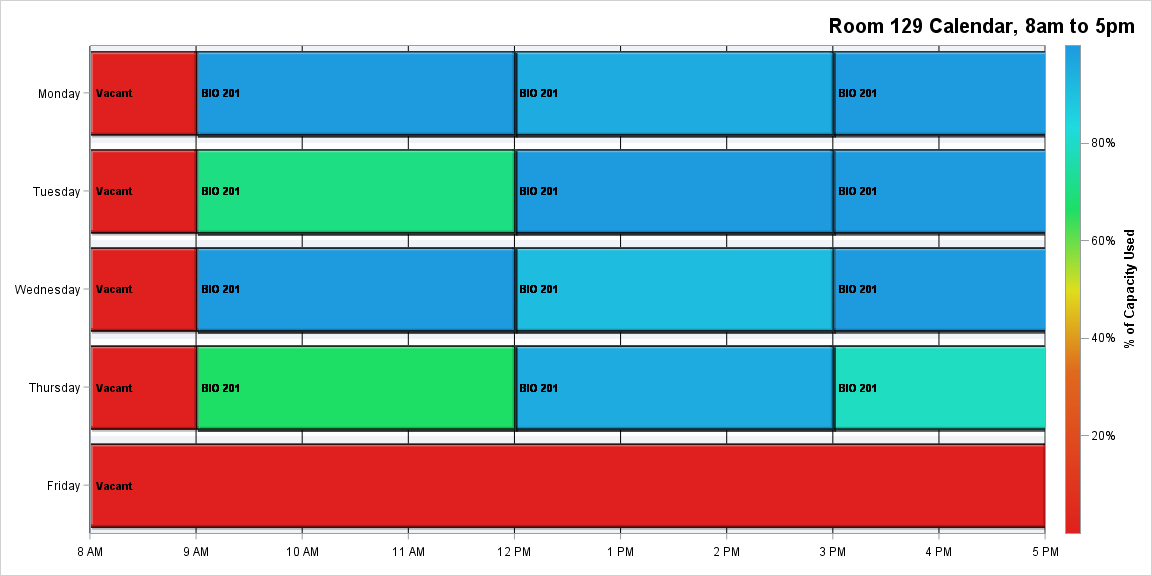 Room 129 Calendar, 8am to 5pm
Monday Vacant BIO 201 BIO 201 BIO 201
80%
Tuesday Vacant BIO 201 BIO 201 BIO 201
60%
Wednesday Vacant BIO 201 BIO 201 BIO 201
% of Capacity Used
40%
Thursday Vacant BIO 201 BIO 201 BIO 201
20%
Friday Vacant
8 AM 9 AM 10 AM 11 AM 12 PM 1 PM 2 PM 3 PM 4 PM 5 PM